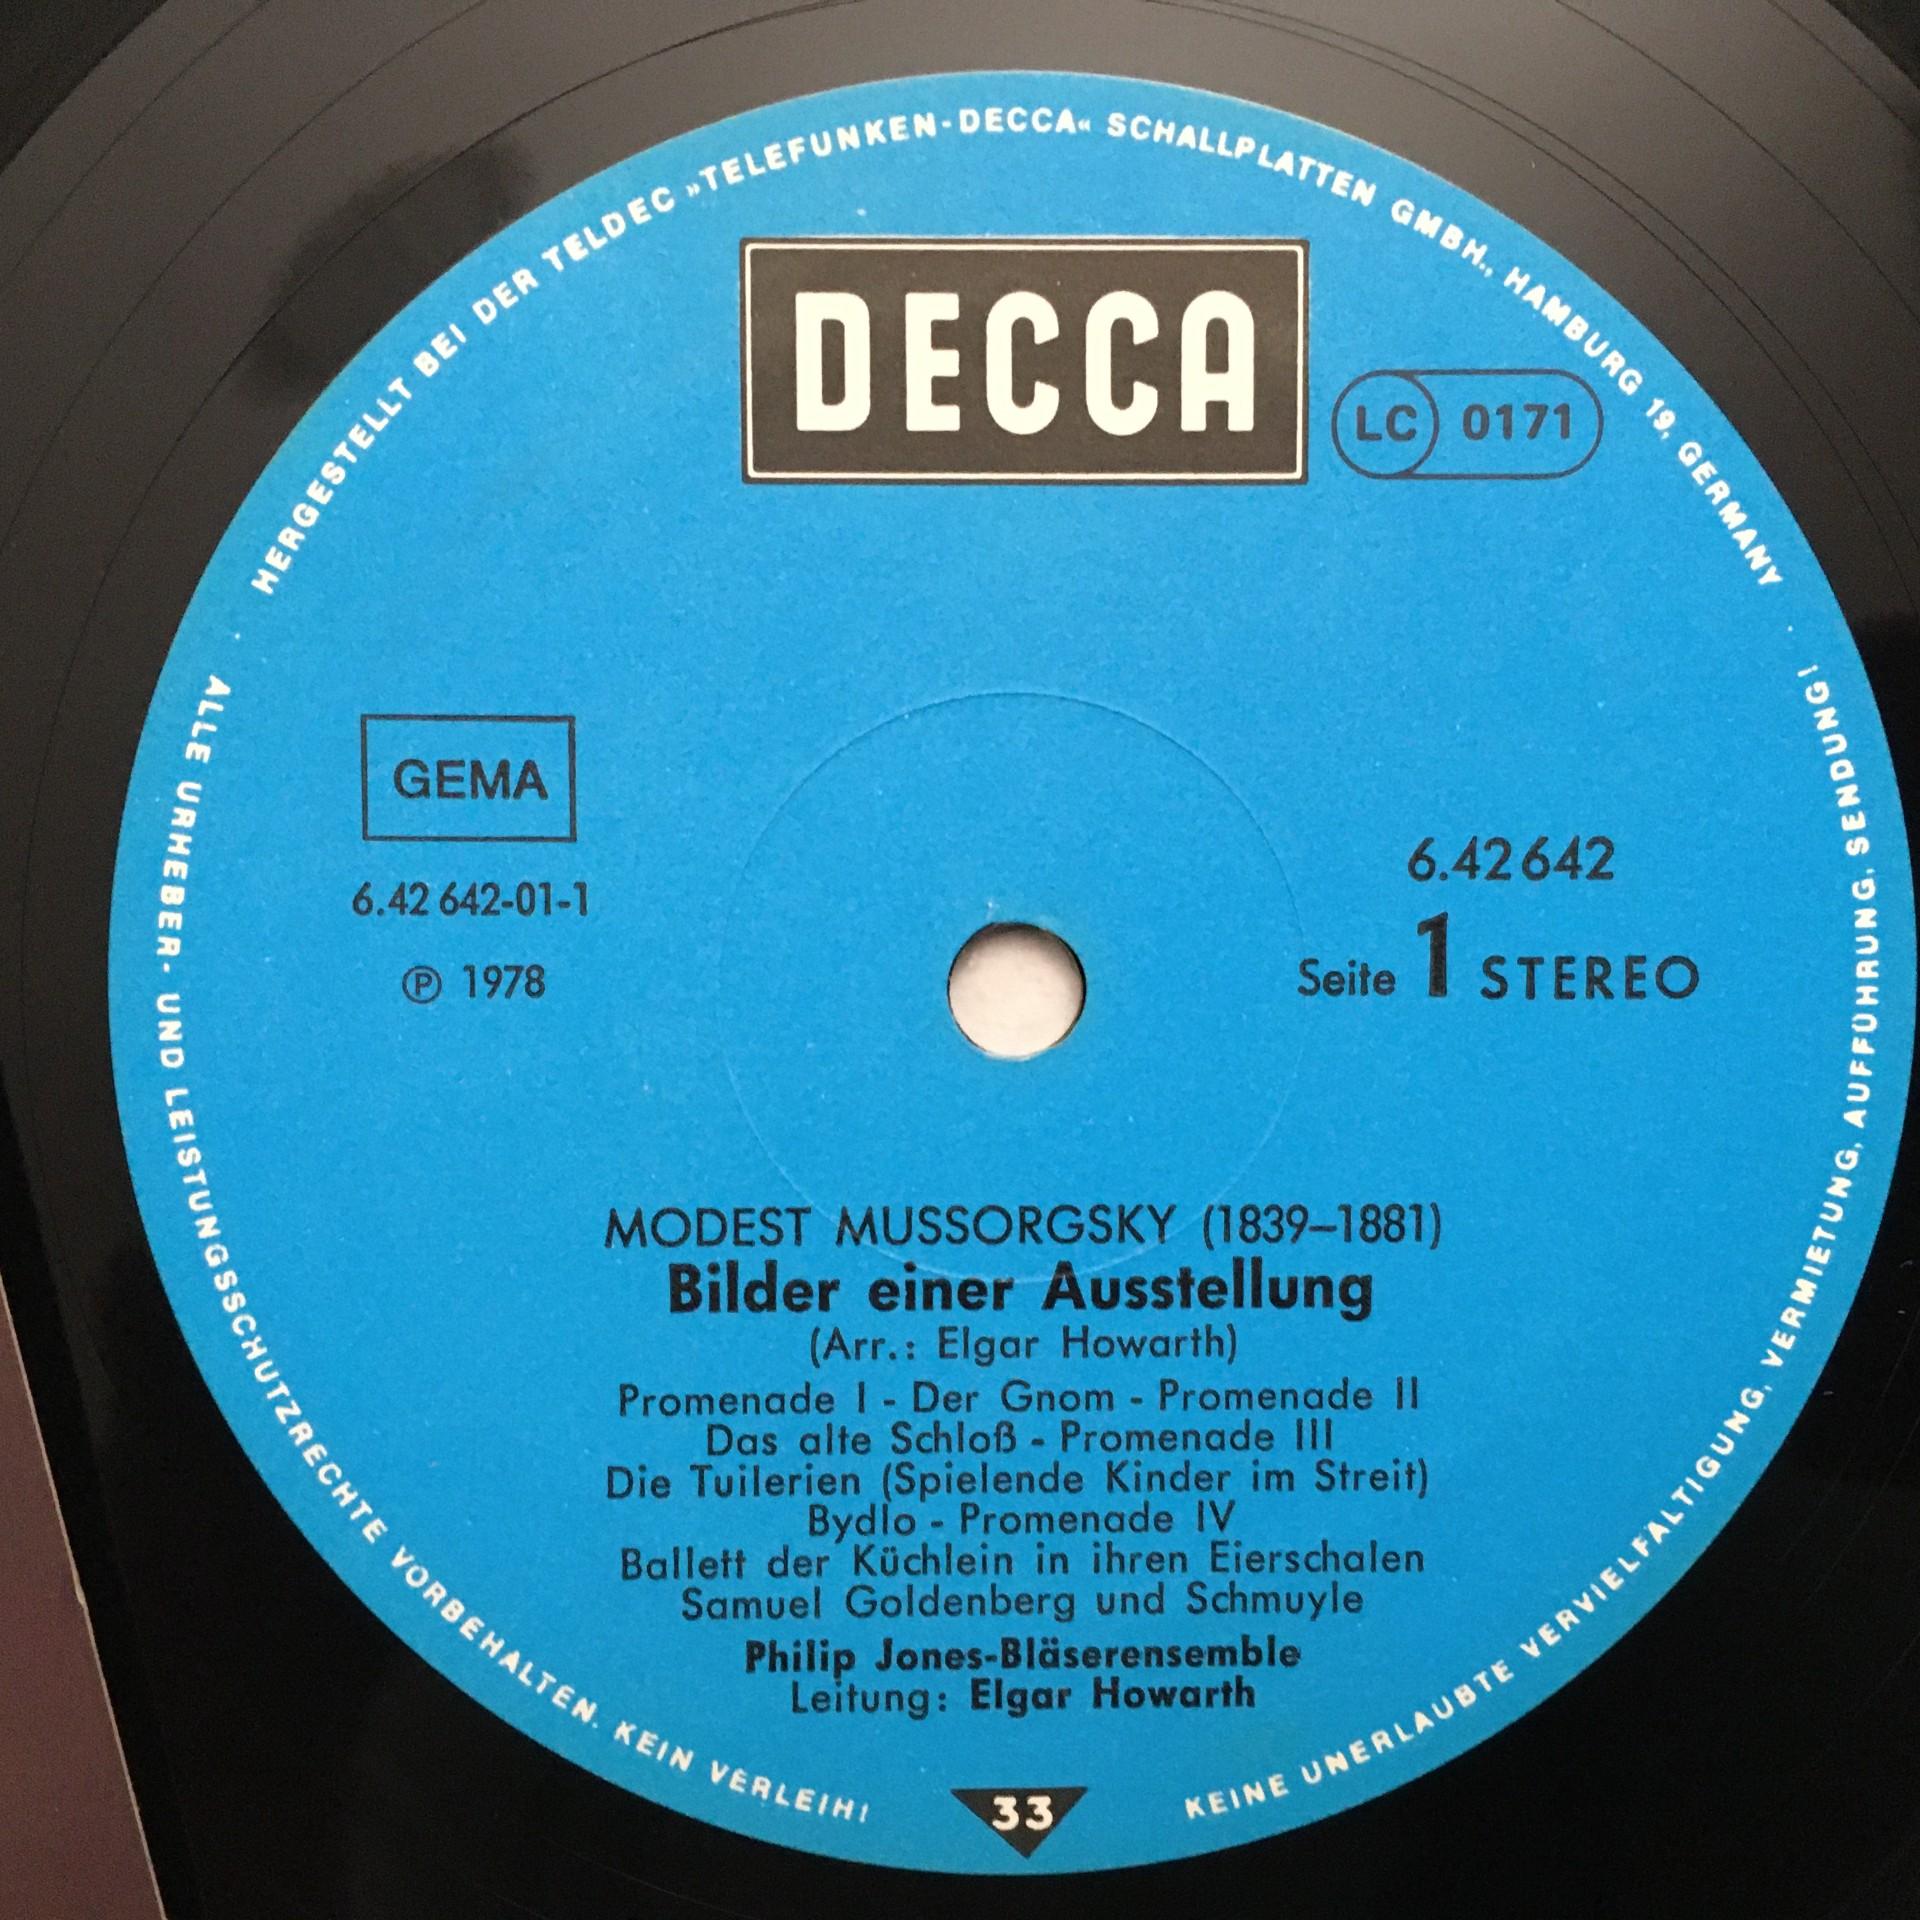 HERGESTELLT BEI DER TELDEC »TELEFUNKEN-DECCA« SCHALLPLATTEN GMBH., HAMBURG 19, GERMANY
DECCA
LC 0171
GEMA
6.42642-01-1
℗ 1978
6.42642
Seite 1 STEREO
MODEST MUSSORGSKY (1839–1881)
Bilder einer Ausstellung
(Arr.: Elgar Howarth)
Promenade I - Der Gnom - Promenade II
Das alte Schloß - Promenade III
Die Tuilerien (Spielende Kinder im Streit)
Bydlo - Promenade IV
Ballett der Küchlein in ihren Eierschalen
Samuel Goldenberg und Schmuyle
Philip Jones-Bläserensemble
Leitung: Elgar Howarth
33
ALLE URHEBER- UND LEISTUNGSSCHUTZRECHTE VORBEHALTEN. KEIN VERLEIH!
KEINE UNERLAUBTE VERVIELFÄLTIGUNG, VERMIETUNG, AUFFÜHRUNG, SENDUNG!